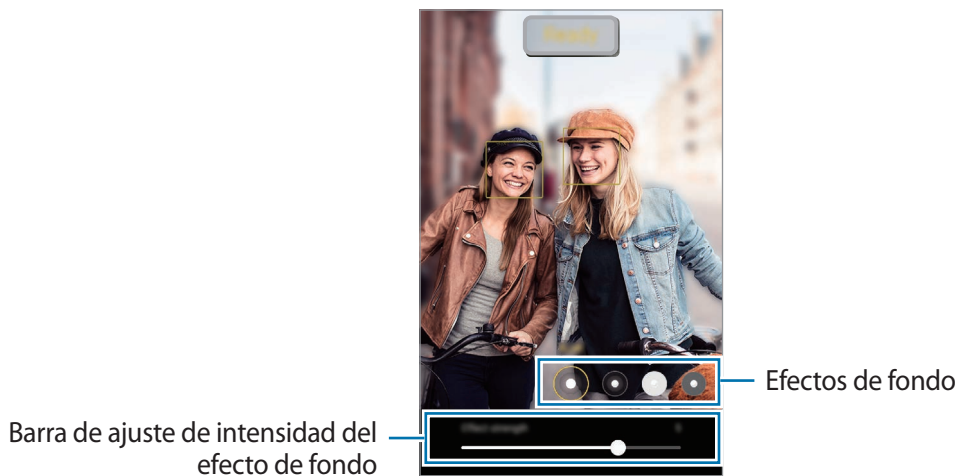 Efectos de fondo
Barra de ajuste de intensidad del
efecto de fondo